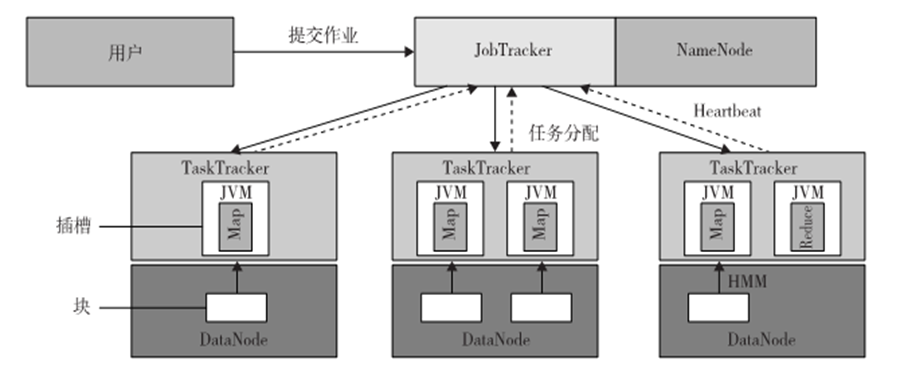 用户
提交作业
JobTracker
NameNode
Heartbeat
任务分配
TaskTracker
TaskTracker
TaskTracker
JVM
JVM
JVM
JVM
JVM
Map
Map
Map
Map
Reduce
插槽
HMM
块
DataNode
DataNode
DataNode